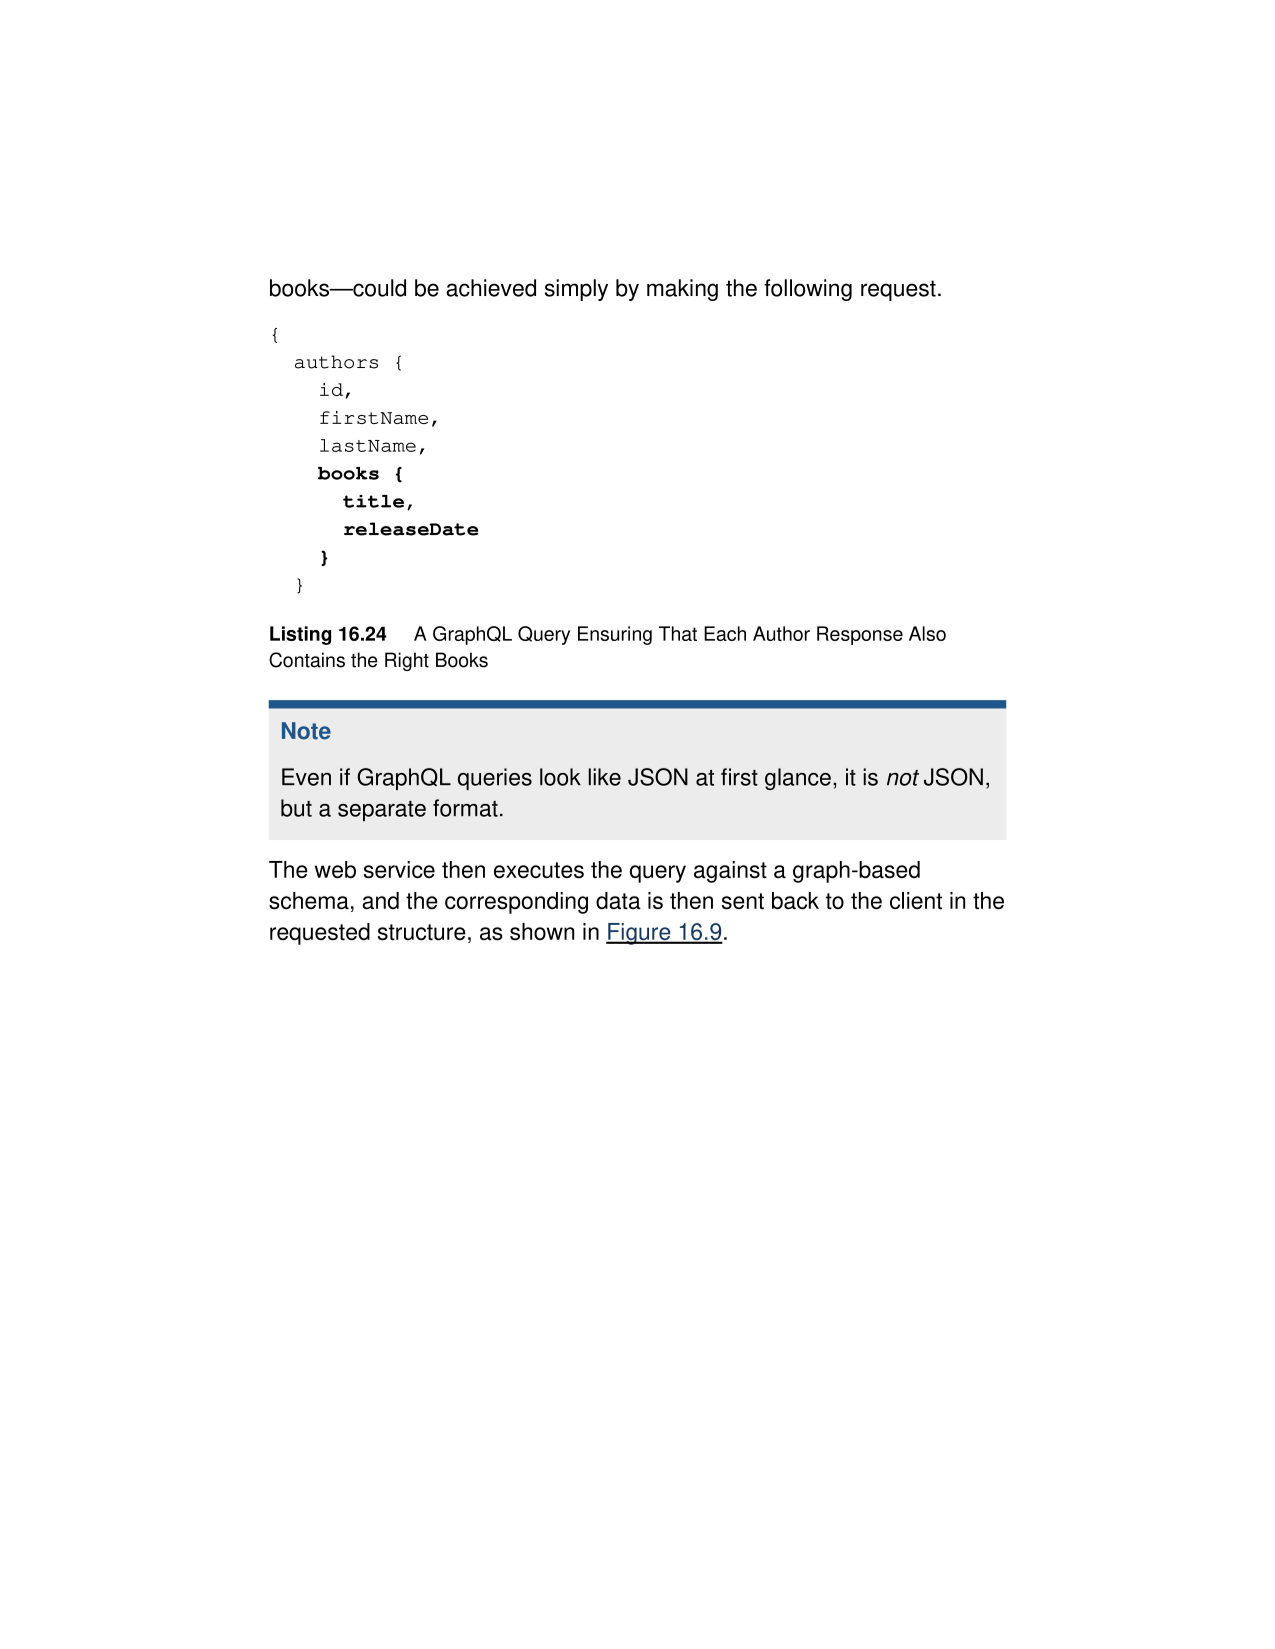 books—could be achieved simply by making the following request.
{
  authors {
    id,
    firstName,
    lastName,
    books {
      title,
      releaseDate
    }
  }
Listing 16.24 A GraphQL Query Ensuring That Each Author Response Also
Contains the Right Books
Note
Even if GraphQL queries look like JSON at first glance, it is not JSON,
but a separate format.
The web service then executes the query against a graph-based
schema, and the corresponding data is then sent back to the client in the
requested structure, as shown in Figure 16.9.